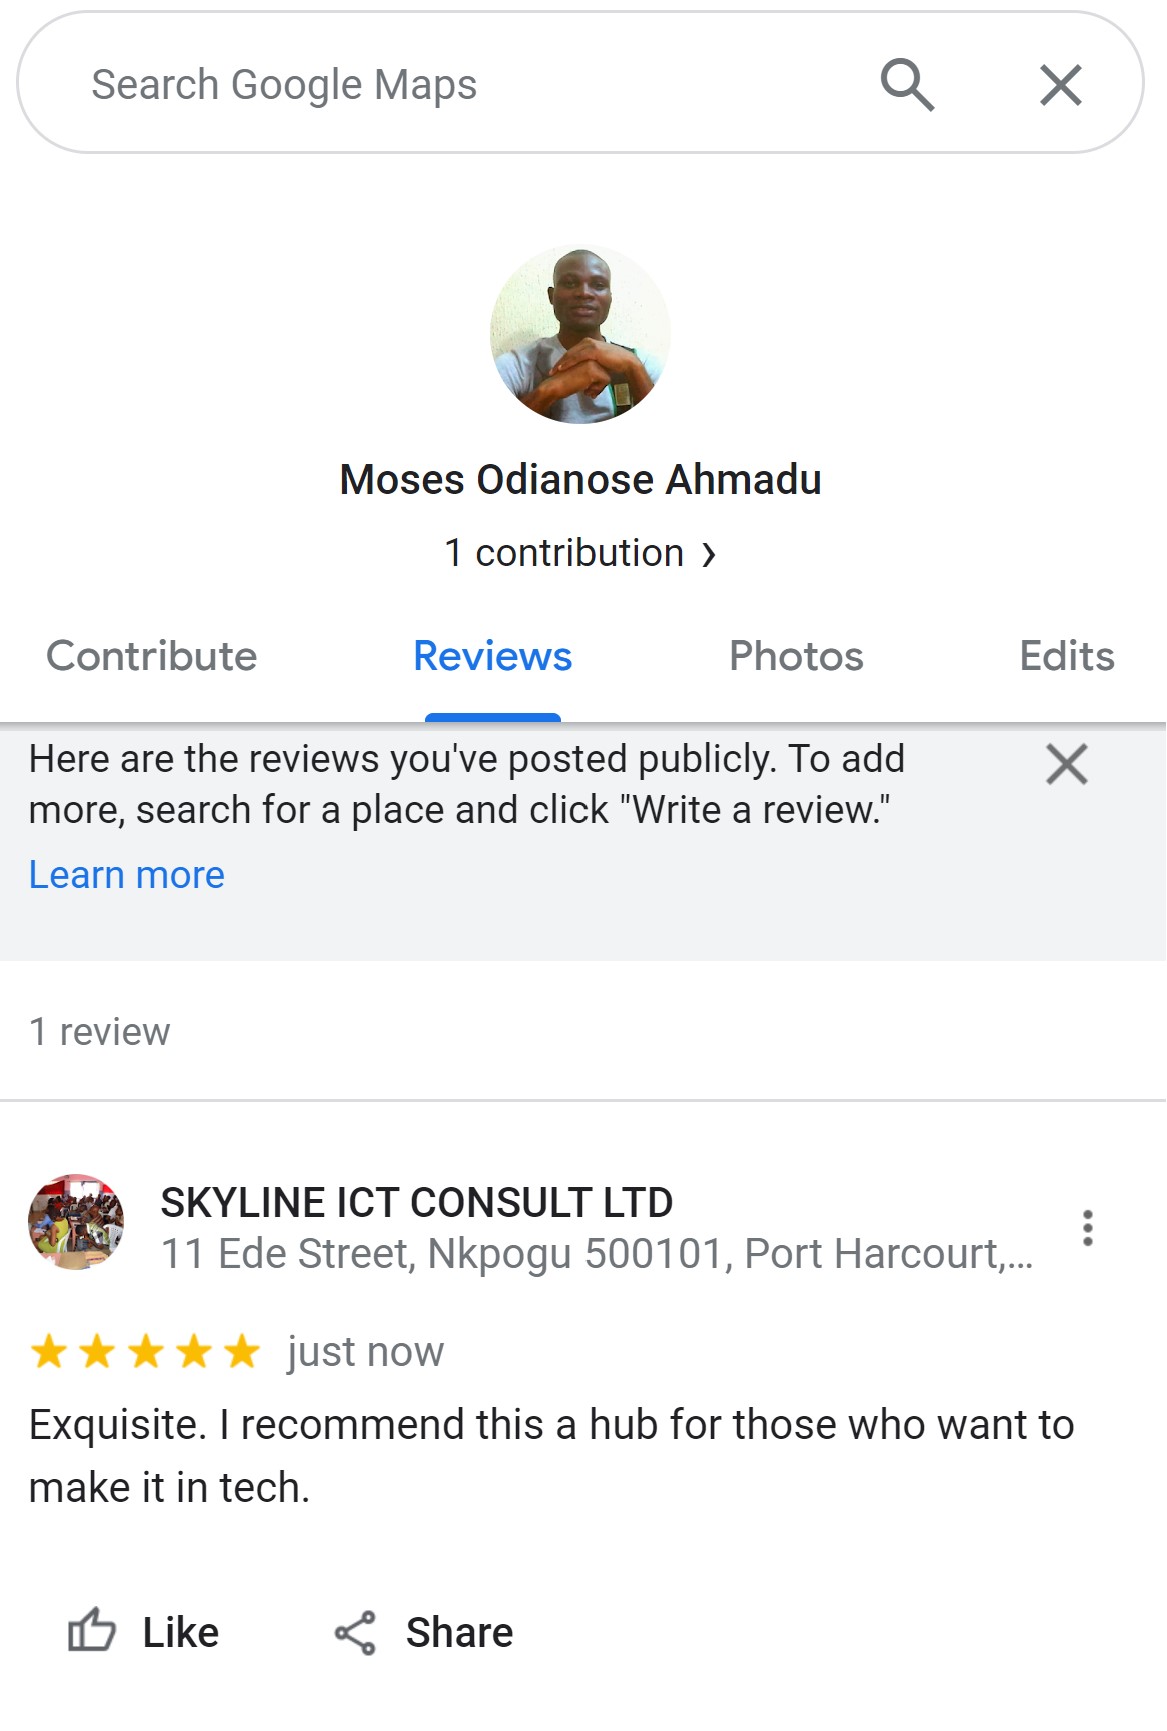 Search Google Maps
Moses Odianose Ahmadu
1 contribution ›
Contribute Reviews Photos Edits
Here are the reviews you've posted publicly. To add
more, search for a place and click "Write a review."
Learn more
1 review
SKYLINE ICT CONSULT LTD
11 Ede Street, Nkpogu 500101, Port Harcourt,...
just now
Exquisite. I recommend this a hub for those who want to
make it in tech.
Like Share